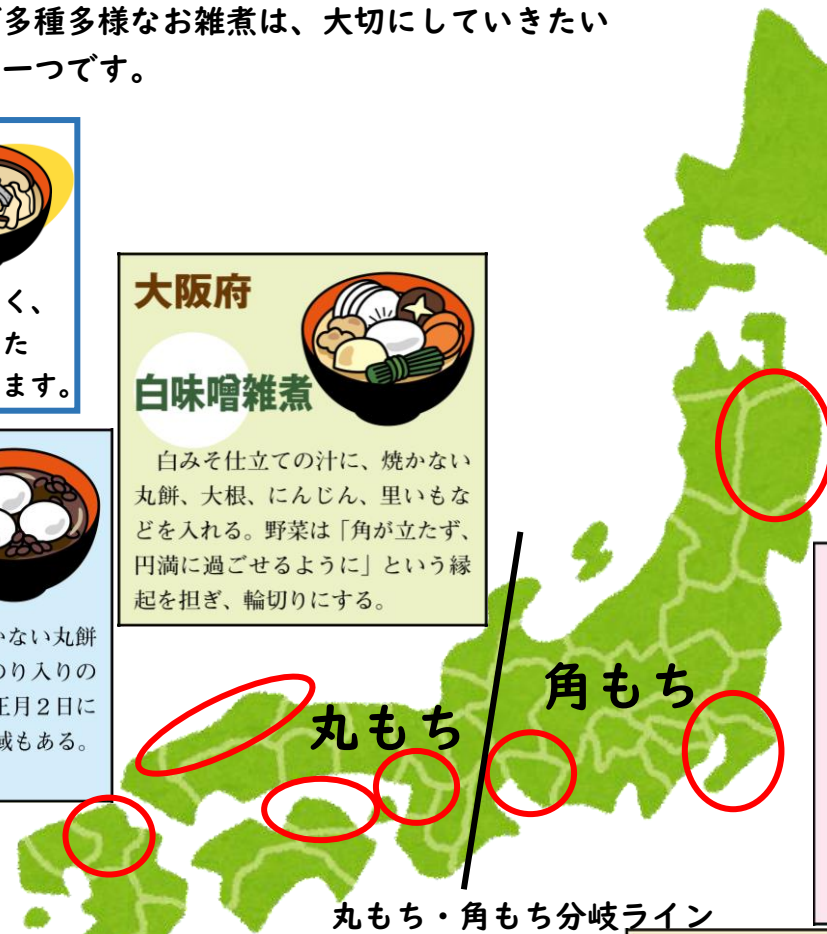 多種多様なお雑煮は、大切にしていきたい
一つです。
く、
た
ます。
大阪府
白味噌雑煮
白みそ仕立ての汁に、焼かない
丸餅、大根、にんじん、里いもな
どを入れる。野菜は「角が立たず、
円満に過ごせるように」という縁
起を担ぎ、輪切りにする。
かない丸餅
のり入りの
正月2日に
域もある。
丸もち
角もち
丸もち・角もち分岐ライン